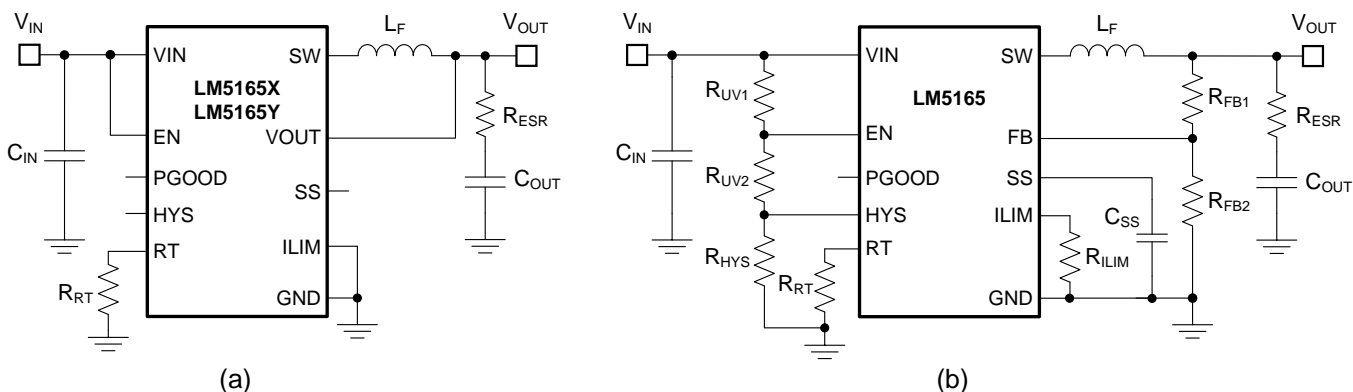 V_IN
L_F
V_OUT
VIN
SW
LM5165X
LM5165Y
R_ESR
EN
VOUT
C_IN
PGOOD
C_OUT
SS
HYS
RT
ILIM
R_RT
GND
(a)
V_IN
L_F
V_OUT
VIN
SW
R_UV1
LM5165
R_FB1
R_ESR
EN
FB
C_IN
R_UV2
PGOOD
SS
C_OUT
R_FB2
HYS
ILIM
C_SS
R_HYS
RT
R_ILIM
R_RT
GND
(b)